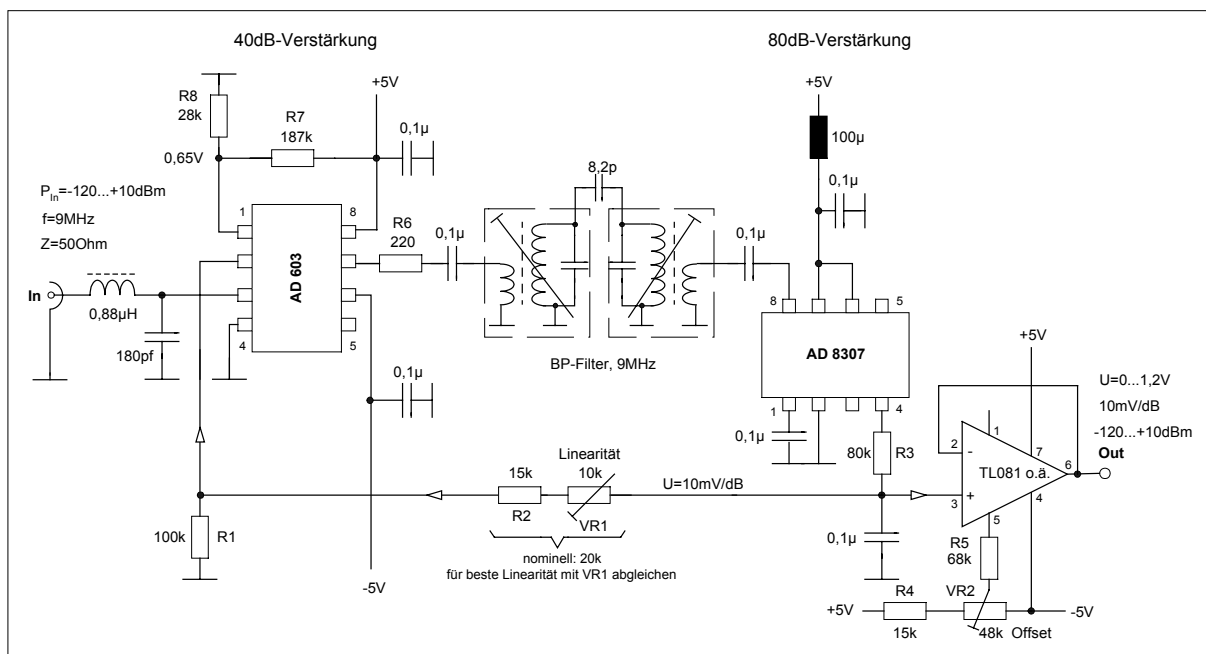 40dB-Verstärkung
80dB-Verstärkung
R8
28k
+5V
R7
187k
0,1µ
0,65V
P_In=-120...+10dBm
f=9MHz
Z=50Ohm
1
8
AD 603
4
5
In
0,88µH
180pf
R6
220
0,1µ
8,2p
BP-Filter, 9MHz
0,1µ
+5V
100µ
0,1µ
8
5
AD 8307
1
4
0,1µ
80k
R3
0,1µ
-5V
100k
R1
15k
R2
Linearität
10k
VR1
nominell: 20k
für beste Linearität mit VR1 abgleichen
U=10mV/dB
0,1µ
+5V
U=0...1,2V
10mV/dB
-120...+10dBm
Out
2
-
1
7
6
TL081 o.ä.
+
3
4
5
R5
68k
+5V
R4
15k
VR2
48k
Offset
-5V